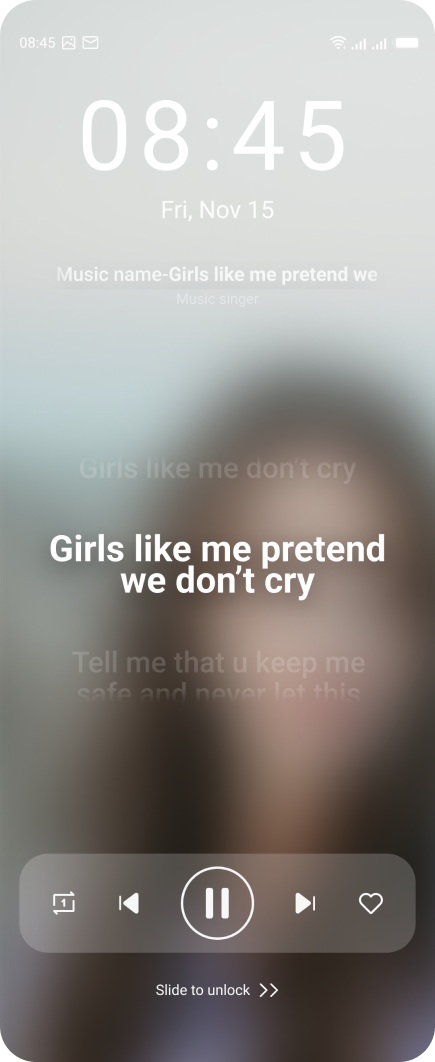 08:45
08:45
Fri, Nov 15
Music name-Girls like me pretend we
Music singer
Girls like me don't cry
Girls like me pretend
we don't cry
Tell me that u keep me
safe and never let this
1
Slide to unlock